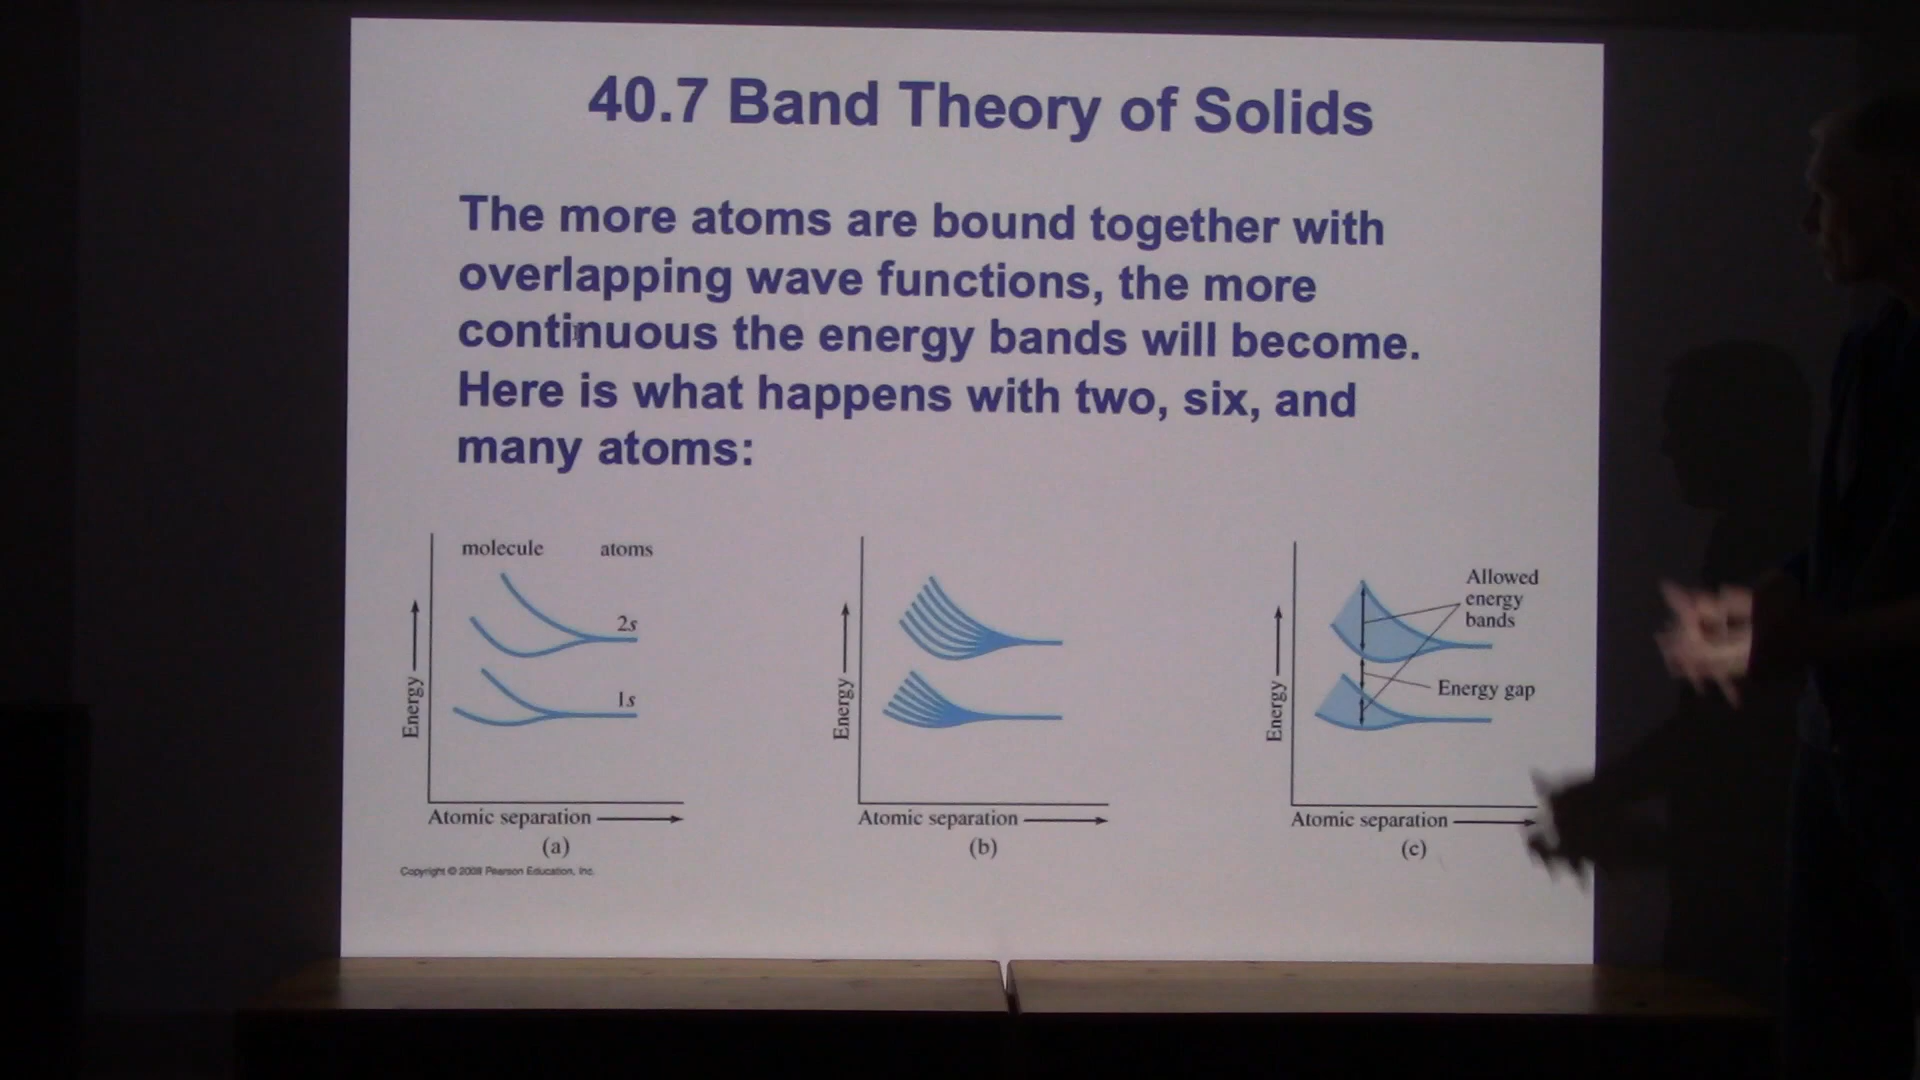 40.7 Band Theory of Solids
The more atoms are bound together with
overlapping wave functions, the more
continuous the energy bands will become.
Here is what happens with two, six, and
many atoms:
molecule atoms
2s
1s
Energy
Atomic separation
(a)
Energy
Atomic separation
(b)
Allowed
energy
bands
Energy gap
Energy
Atomic separation
(c)
Copyright © 2008 Pearson Education, Inc.